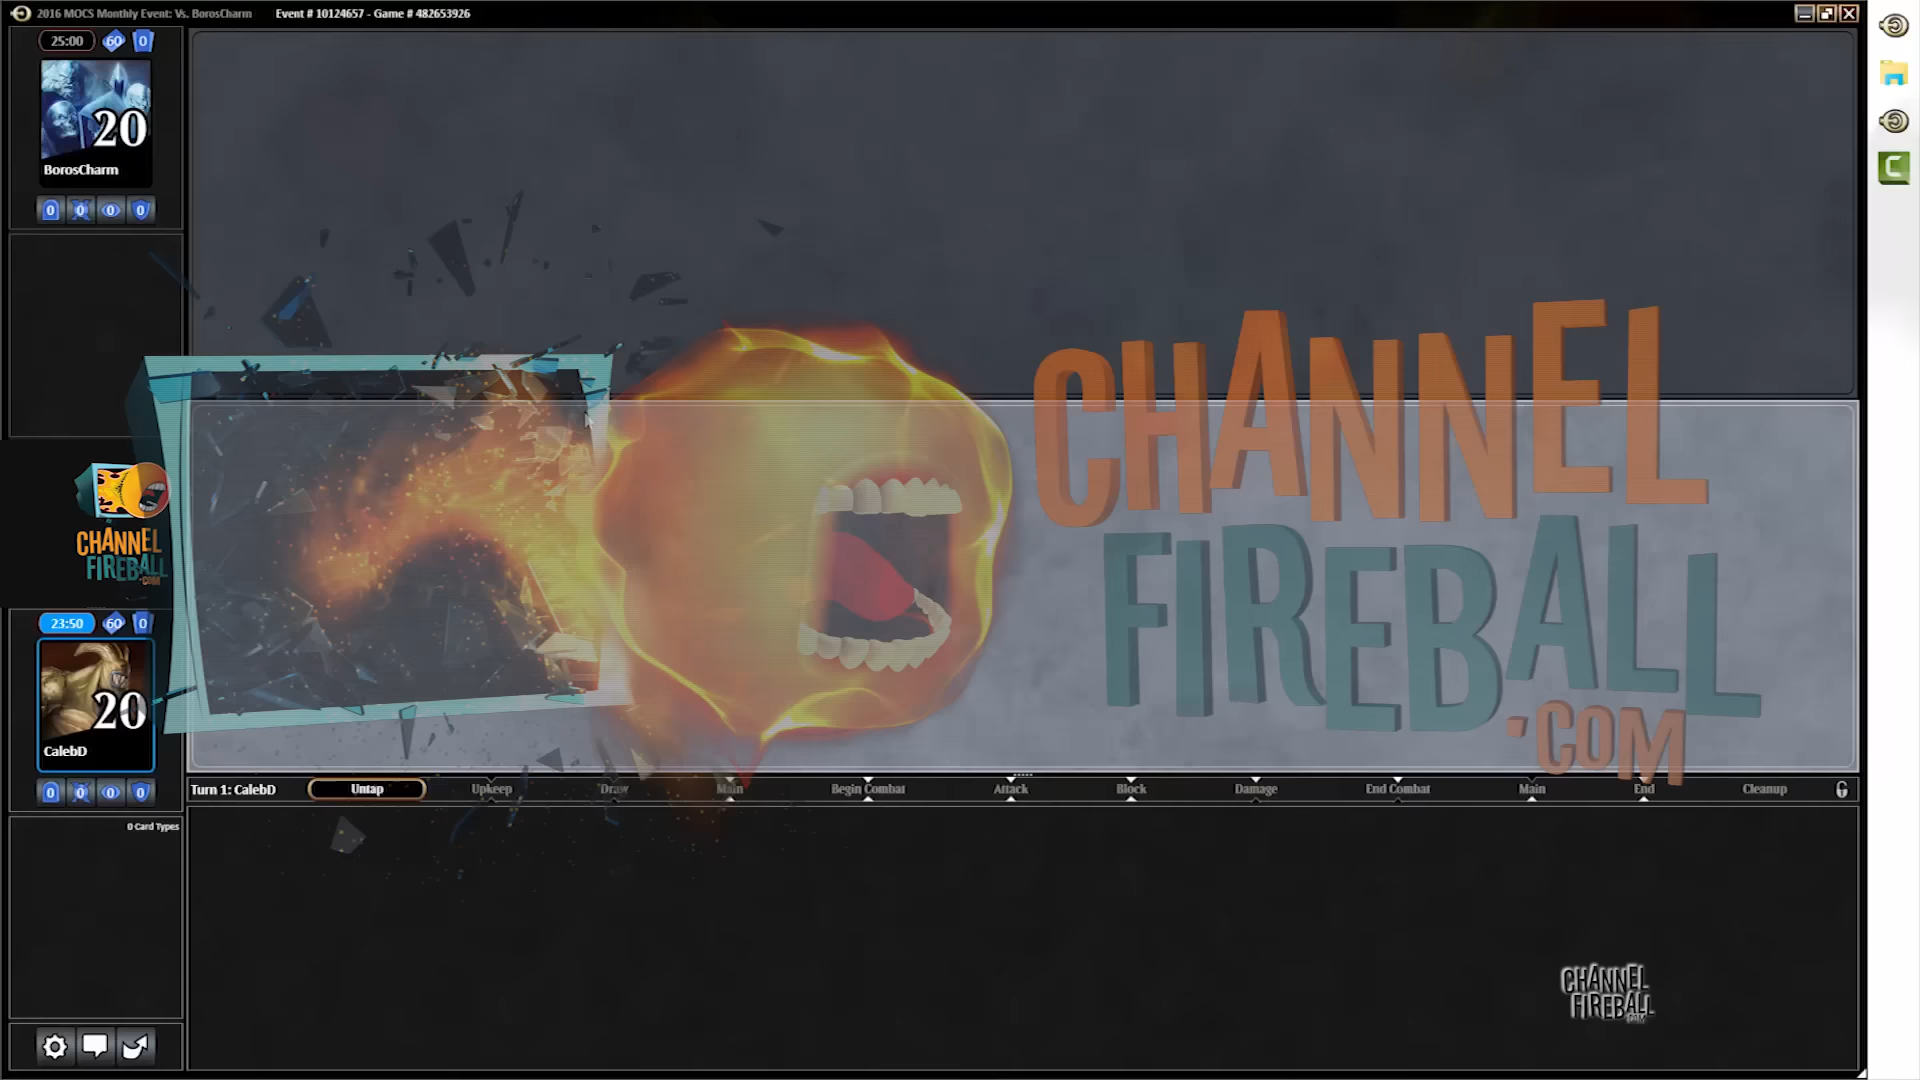 2016 MOCS Monthly Event: Vs. BorosCharm Event # 10124657 - Game # 482653926
25:00 60 0
20
BorosCharm
0 0 0 0
CHANNEL
FIREBALL
.COM
CHANNEL
FIREBALL
.COM
23:50 60 0
20
CalebD
0 0 0 0
Turn 1: CalebD Untap Upkeep Draw Main Begin Combat Attack Block Damage End Combat Main End Cleanup
0 Card Types
CHANNEL
FIREBALL
.COM